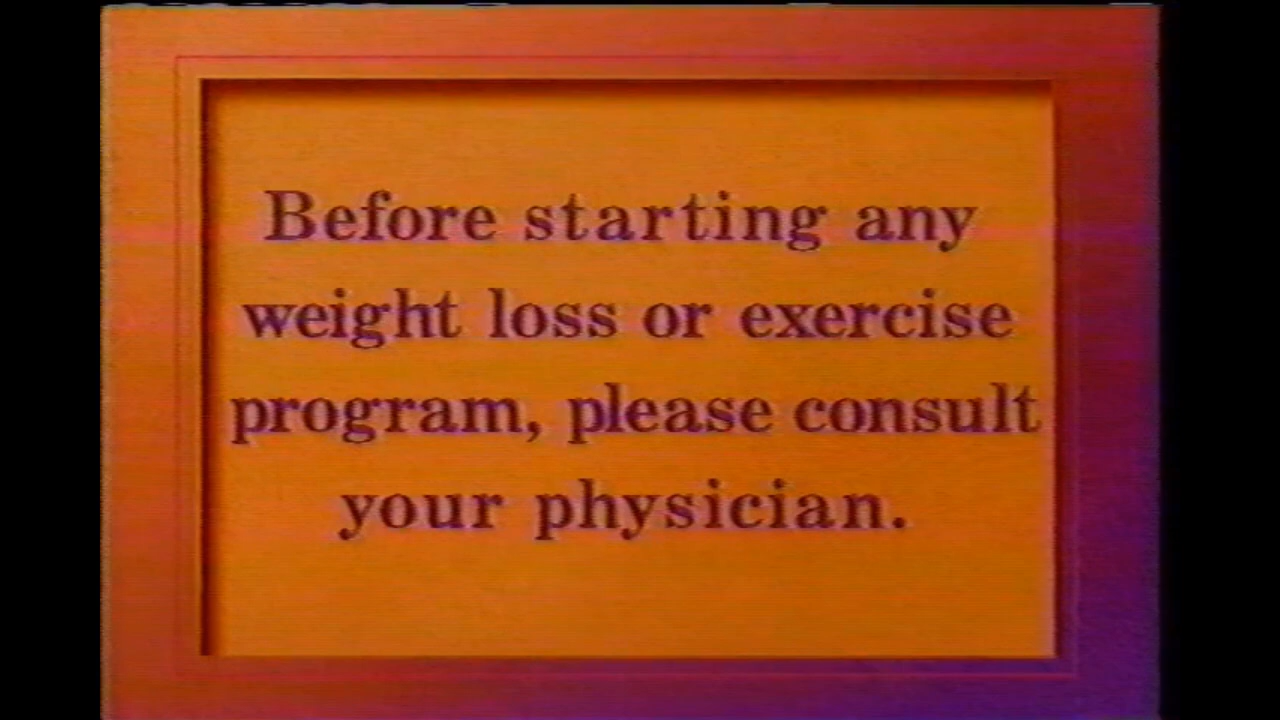 Before starting any
weight loss or exercise
program, please consult
your physician.